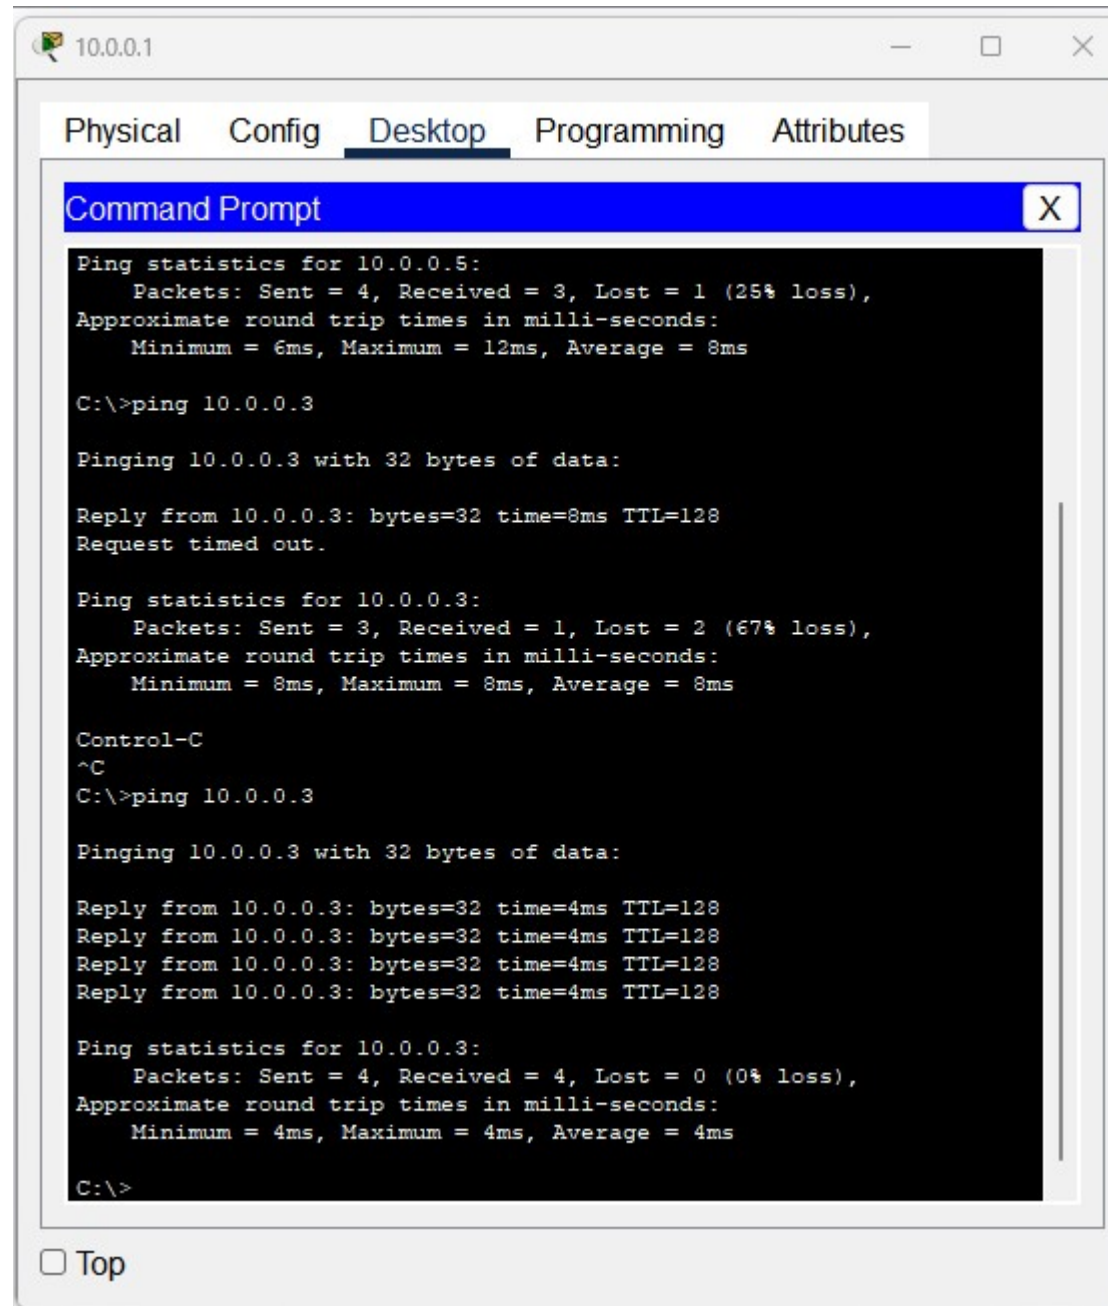 10.0.0.1
Physical Config Desktop Programming Attributes
Command Prompt X
Ping statistics for 10.0.0.5:
Packets: Sent = 4, Received = 3, Lost = 1 (25% loss),
Approximate round trip times in milli-seconds:
Minimum = 6ms, Maximum = 12ms, Average = 8ms
C:\>ping 10.0.0.3
Pinging 10.0.0.3 with 32 bytes of data:
Reply from 10.0.0.3: bytes=32 time=8ms TTL=128
Request timed out.
Ping statistics for 10.0.0.3:
Packets: Sent = 3, Received = 1, Lost = 2 (67% loss),
Approximate round trip times in milli-seconds:
Minimum = 8ms, Maximum = 8ms, Average = 8ms
Control-C
^C
C:\>ping 10.0.0.3
Pinging 10.0.0.3 with 32 bytes of data:
Reply from 10.0.0.3: bytes=32 time=4ms TTL=128
Reply from 10.0.0.3: bytes=32 time=4ms TTL=128
Reply from 10.0.0.3: bytes=32 time=4ms TTL=128
Reply from 10.0.0.3: bytes=32 time=4ms TTL=128
Ping statistics for 10.0.0.3:
Packets: Sent = 4, Received = 4, Lost = 0 (0% loss),
Approximate round trip times in milli-seconds:
Minimum = 4ms, Maximum = 4ms, Average = 4ms
C:\>
Top